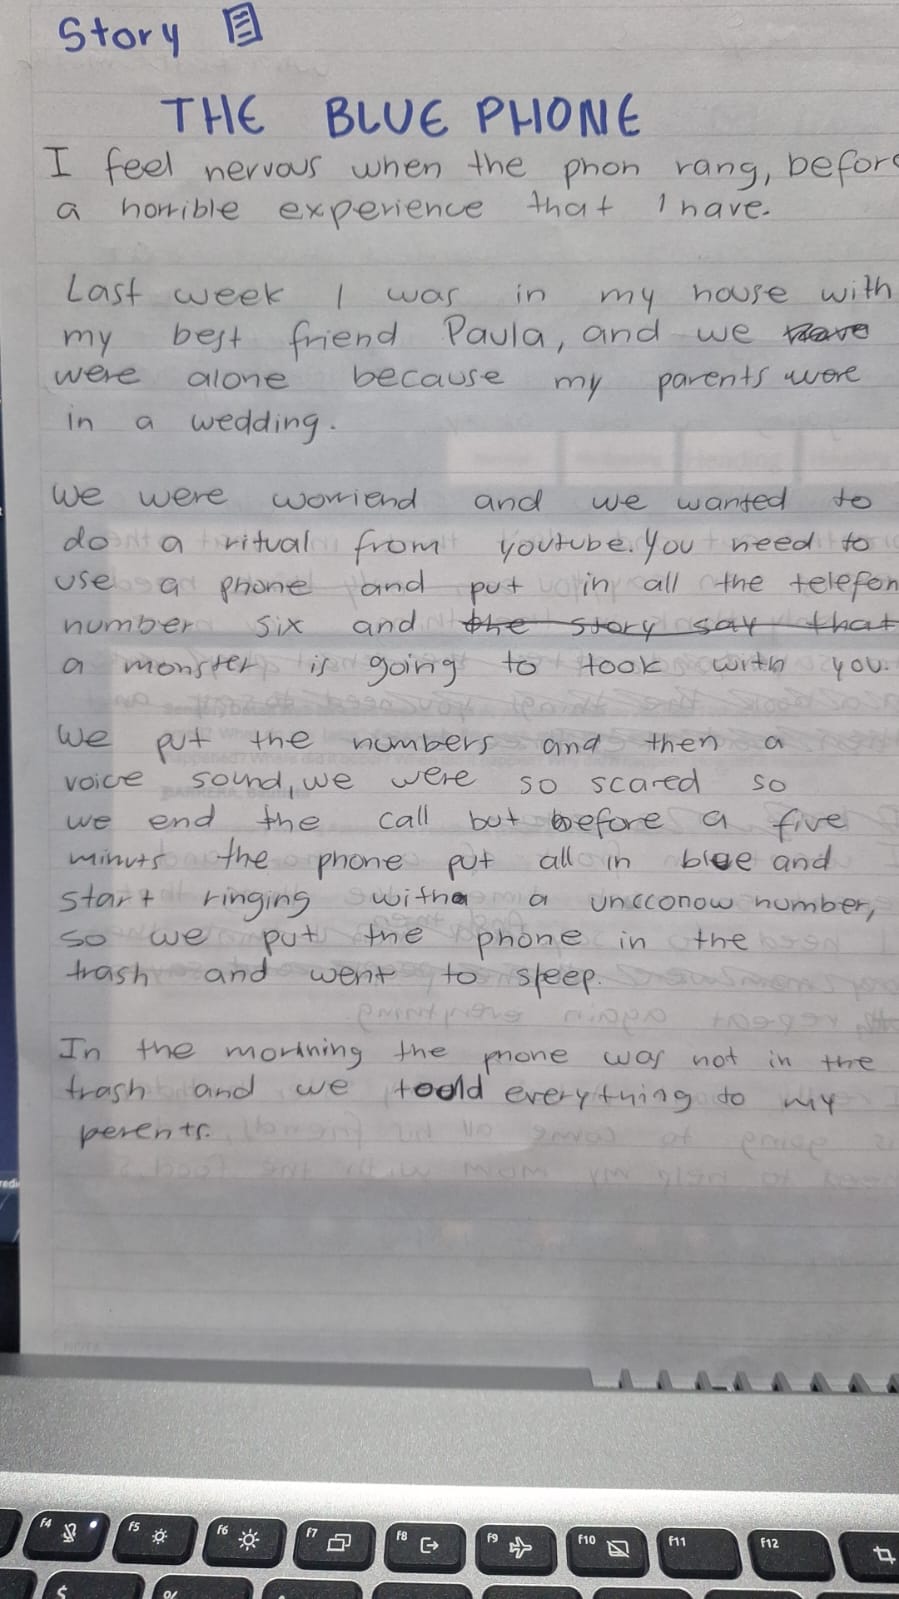 Story
THE BLUE PHONE
I feel nervous when the phon rang, before
a horrible experience that I have.
Last week I was in my house with
my best friend Paula, and we have
were alone because my parents were
in a wedding.
We were worriend and we wanted to
do a ritual from youtube. You need to
use a phone and put in all the telefon
number six and the story say that
a monster is going to took with you.
We put the numbers and then a
voice sound, we were so scared so
we end the call but before a five
minuts the phone put all in blue and
start ringing with a uncconow number,
so we put the phone in the
trash and went to sleep.
In the morning the phone was not in the
trash and we toold everything to my
perents.
f4 f5 f6 f7 f8 f9 f10 f11 f12
$ %